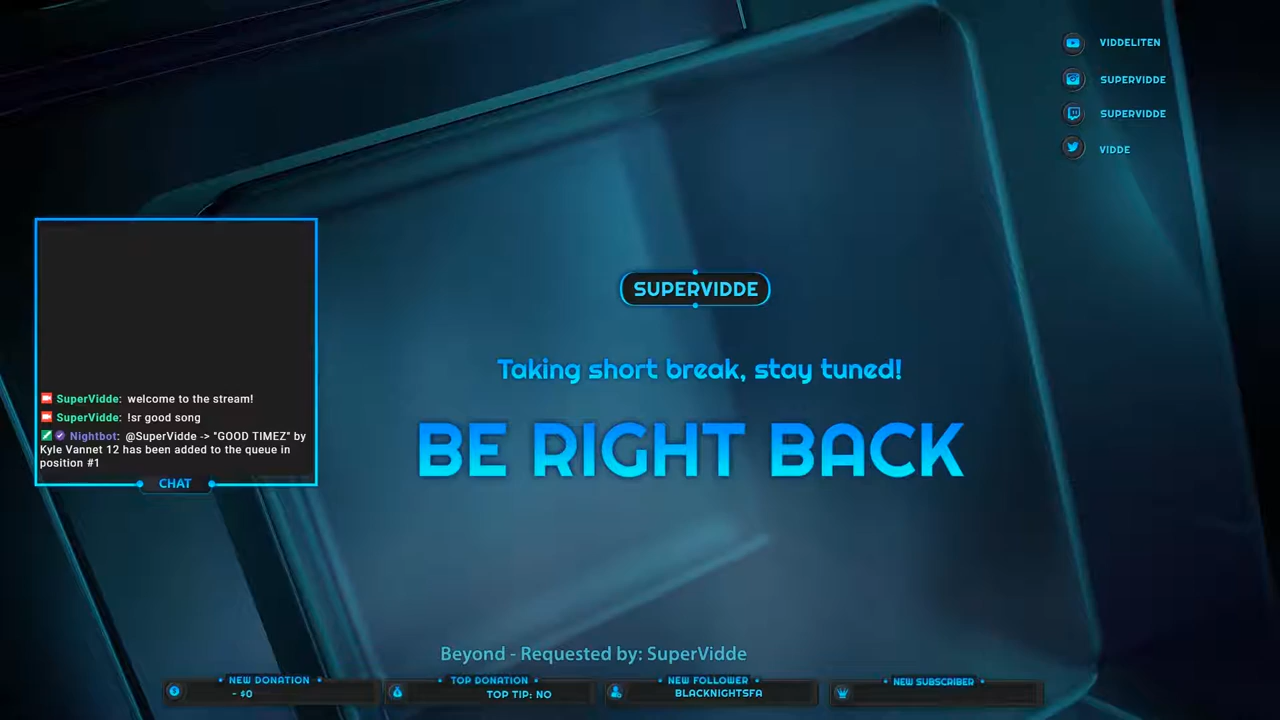 VIDDELITEN
SUPERVIDDE
SUPERVIDDE
VIDDE
SUPERVIDDE
Taking short break, stay tuned!
BE RIGHT BACK
SuperVidde: welcome to the stream!
SuperVidde: !sr good song
Nightbot: @SuperVidde -> "GOOD TIMEZ" by
Kyle Vannet 12 has been added to the queue in
position #1
CHAT
Beyond - Requested by: SuperVidde
NEW DONATION
- $0
TOP DONATION
TOP TIP: NO
NEW FOLLOWER
BLACKNIGHTSFA
NEW SUBSCRIBER